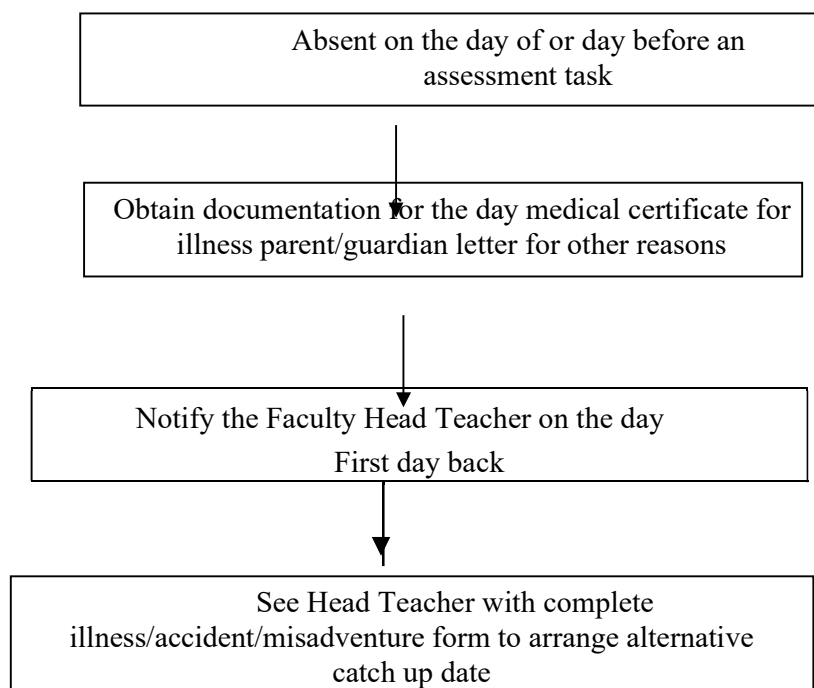 Absent on the day of or day before an
assessment task
Obtain documentation for the day medical certificate for
illness parent/guardian letter for other reasons
Notify the Faculty Head Teacher on the day
First day back
See Head Teacher with complete
illness/accident/misadventure form to arrange alternative
catch up date